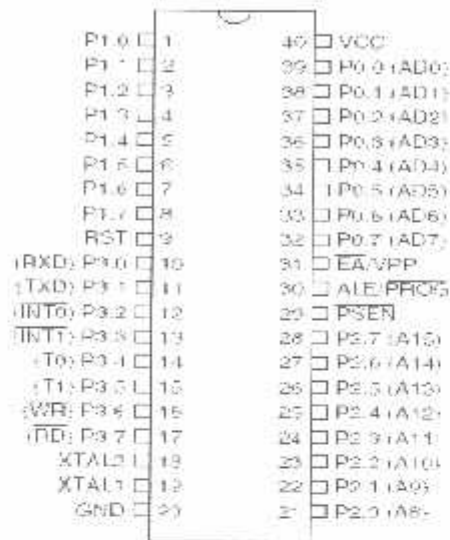 P1.0 1 40 VCC
P1.1 2 39 P0.0 (AD0)
P1.2 3 38 P0.1 (AD1)
P1.3 4 37 P0.2 (AD2)
P1.4 5 36 P0.3 (AD3)
P1.5 6 35 P0.4 (AD4)
P1.6 7 34 P0.5 (AD5)
P1.7 8 33 P0.6 (AD6)
RST 9 32 P0.7 (AD7)
(RXD) P3.0 10 31 EA/VPP
(TXD) P3.1 11 30 ALE/PROG
(INT0) P3.2 12 29 PSEN
(INT1) P3.3 13 28 P2.7 (A15)
(T0) P3.4 14 27 P2.6 (A14)
(T1) P3.5 15 26 P2.5 (A13)
(WR) P3.6 16 25 P2.4 (A12)
(RD) P3.7 17 24 P2.3 (A11)
XTAL2 18 23 P2.2 (A10)
XTAL1 19 22 P2.1 (A9)
GND 20 21 P2.0 (A8)